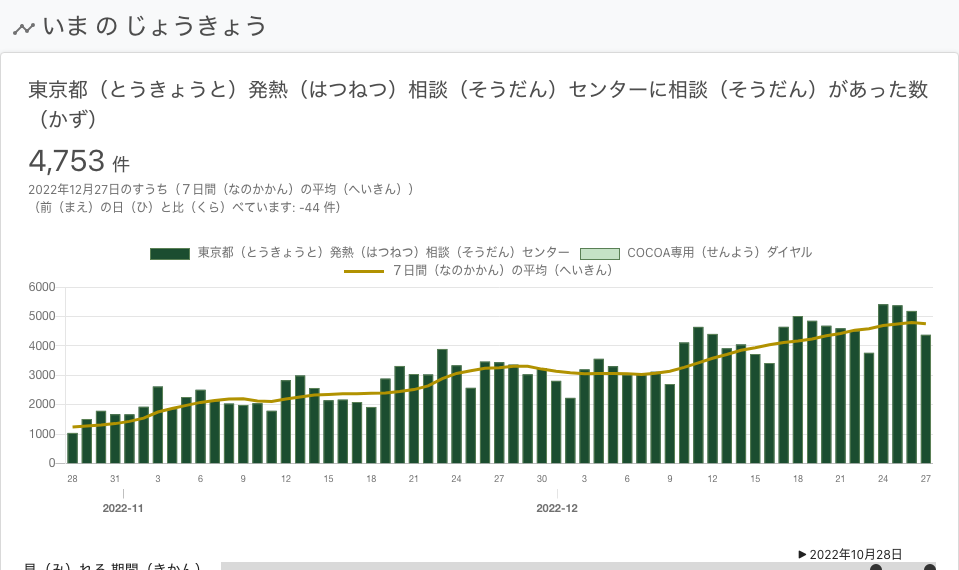 いま の じょうきょう
東京都（とうきょうと）発熱（はつねつ）相談（そうだん）センターに相談（そうだん）があった数
（かず）
4,753 件
2022年12月27日のすうち（７日間（なのかかん）の平均（へいきん））
（前（まえ）の日（ひ）と比（くら）べています: -44 件）
東京都（とうきょうと）発熱（はつねつ）相談（そうだん）センター COCOA専用（せんよう）ダイヤル
７日間（なのかかん）の平均（へいきん）
6000
5000
4000
3000
2000
1000
0
28 31 3 6 9 12 15 18 21 24 27 30 3 6 9 12 15 18 21 24 27
2022-11 2022-12
▶ 2022年10月28日
見（み）れる 期間（きかん）